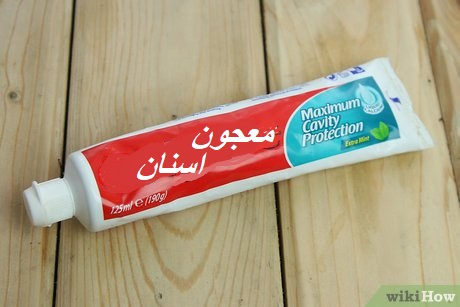 معجون
اسنان
Maximum
Cavity
Protection
Extra Mint
125ml e (190g)
wikiHow